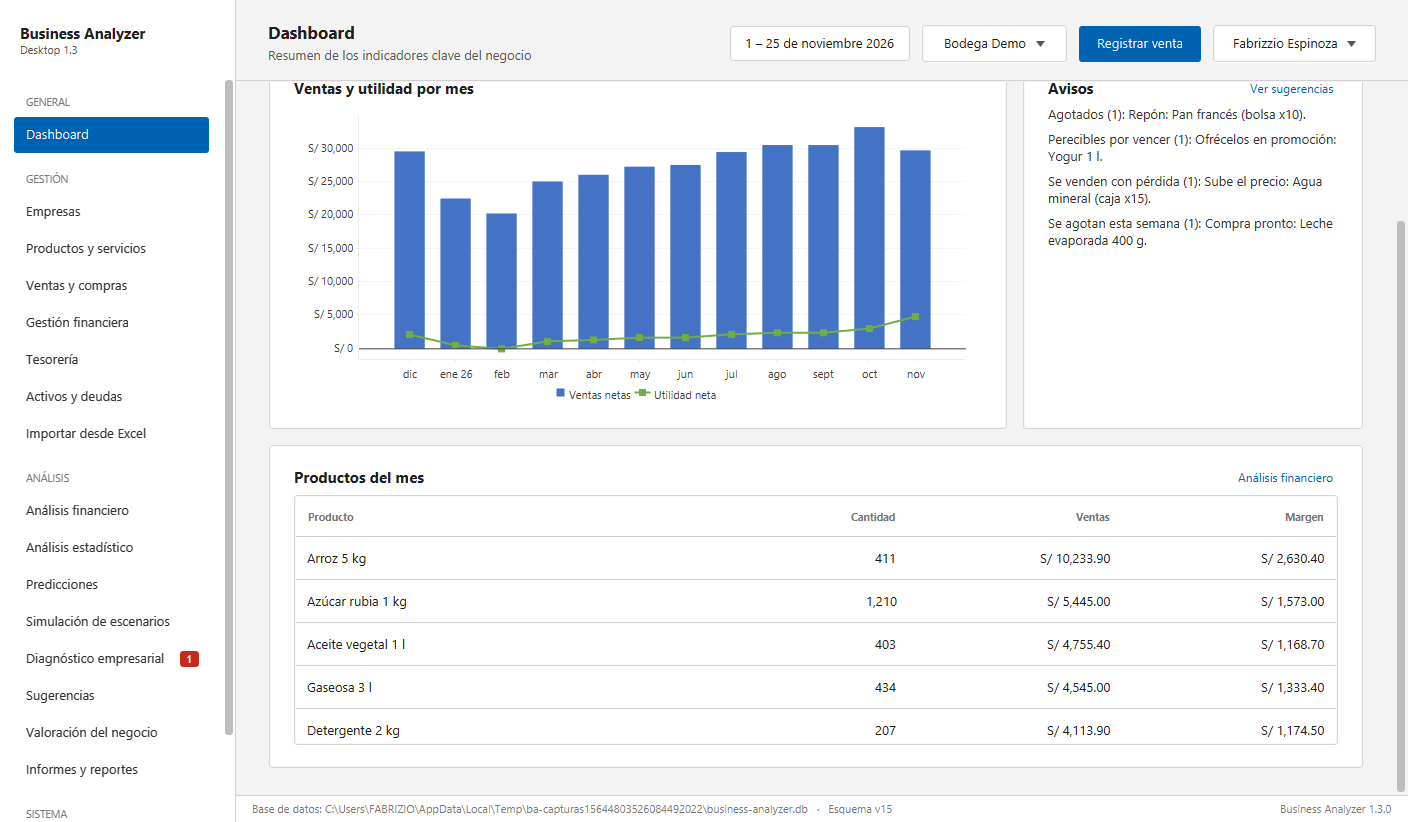 Business Analyzer
Desktop 1.3
GENERAL
Dashboard
GESTIÓN
Empresas
Productos y servicios
Ventas y compras
Gestión financiera
Tesorería
Activos y deudas
Importar desde Excel
ANÁLISIS
Análisis financiero
Análisis estadístico
Predicciones
Simulación de escenarios
Diagnóstico empresarial 1
Sugerencias
Valoración del negocio
Informes y reportes
SISTEMA
Dashboard
Resumen de los indicadores clave del negocio
1 – 25 de noviembre 2026
Bodega Demo
Registrar venta
Fabrizzio Espinoza
Ventas y utilidad por mes
S/ 30,000
S/ 25,000
S/ 20,000
S/ 15,000
S/ 10,000
S/ 5,000
S/ 0
dic ene 26 feb mar abr may jun jul ago sept oct nov
Ventas netas Utilidad neta
Avisos
Ver sugerencias
Agotados (1): Repón: Pan francés (bolsa x10).
Perecibles por vencer (1): Ofrécelos en promoción:
Yogur 1 l.
Se venden con pérdida (1): Sube el precio: Agua
mineral (caja x15).
Se agotan esta semana (1): Compra pronto: Leche
evaporada 400 g.
Productos del mes
Análisis financiero
Producto Cantidad Ventas Margen
Arroz 5 kg 411 S/ 10,233.90 S/ 2,630.40
Azúcar rubia 1 kg 1,210 S/ 5,445.00 S/ 1,573.00
Aceite vegetal 1 l 403 S/ 4,755.40 S/ 1,168.70
Gaseosa 3 l 434 S/ 4,545.00 S/ 1,333.40
Detergente 2 kg 207 S/ 4,113.90 S/ 1,174.50
Base de datos: C:\Users\FABRIZIO\AppData\Local\Temp\ba-capturas15644803526084492022\business-analyzer.db · Esquema v15
Business Analyzer 1.3.0